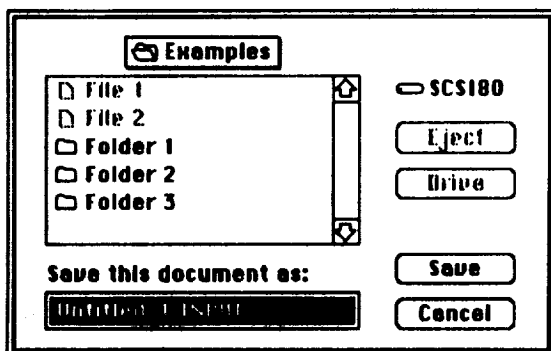 Examples
File 1
File 2
Folder 1
Folder 2
Folder 3
SCSI80
Eject
Drive
Save this document as:
Untitled
Save
Cancel